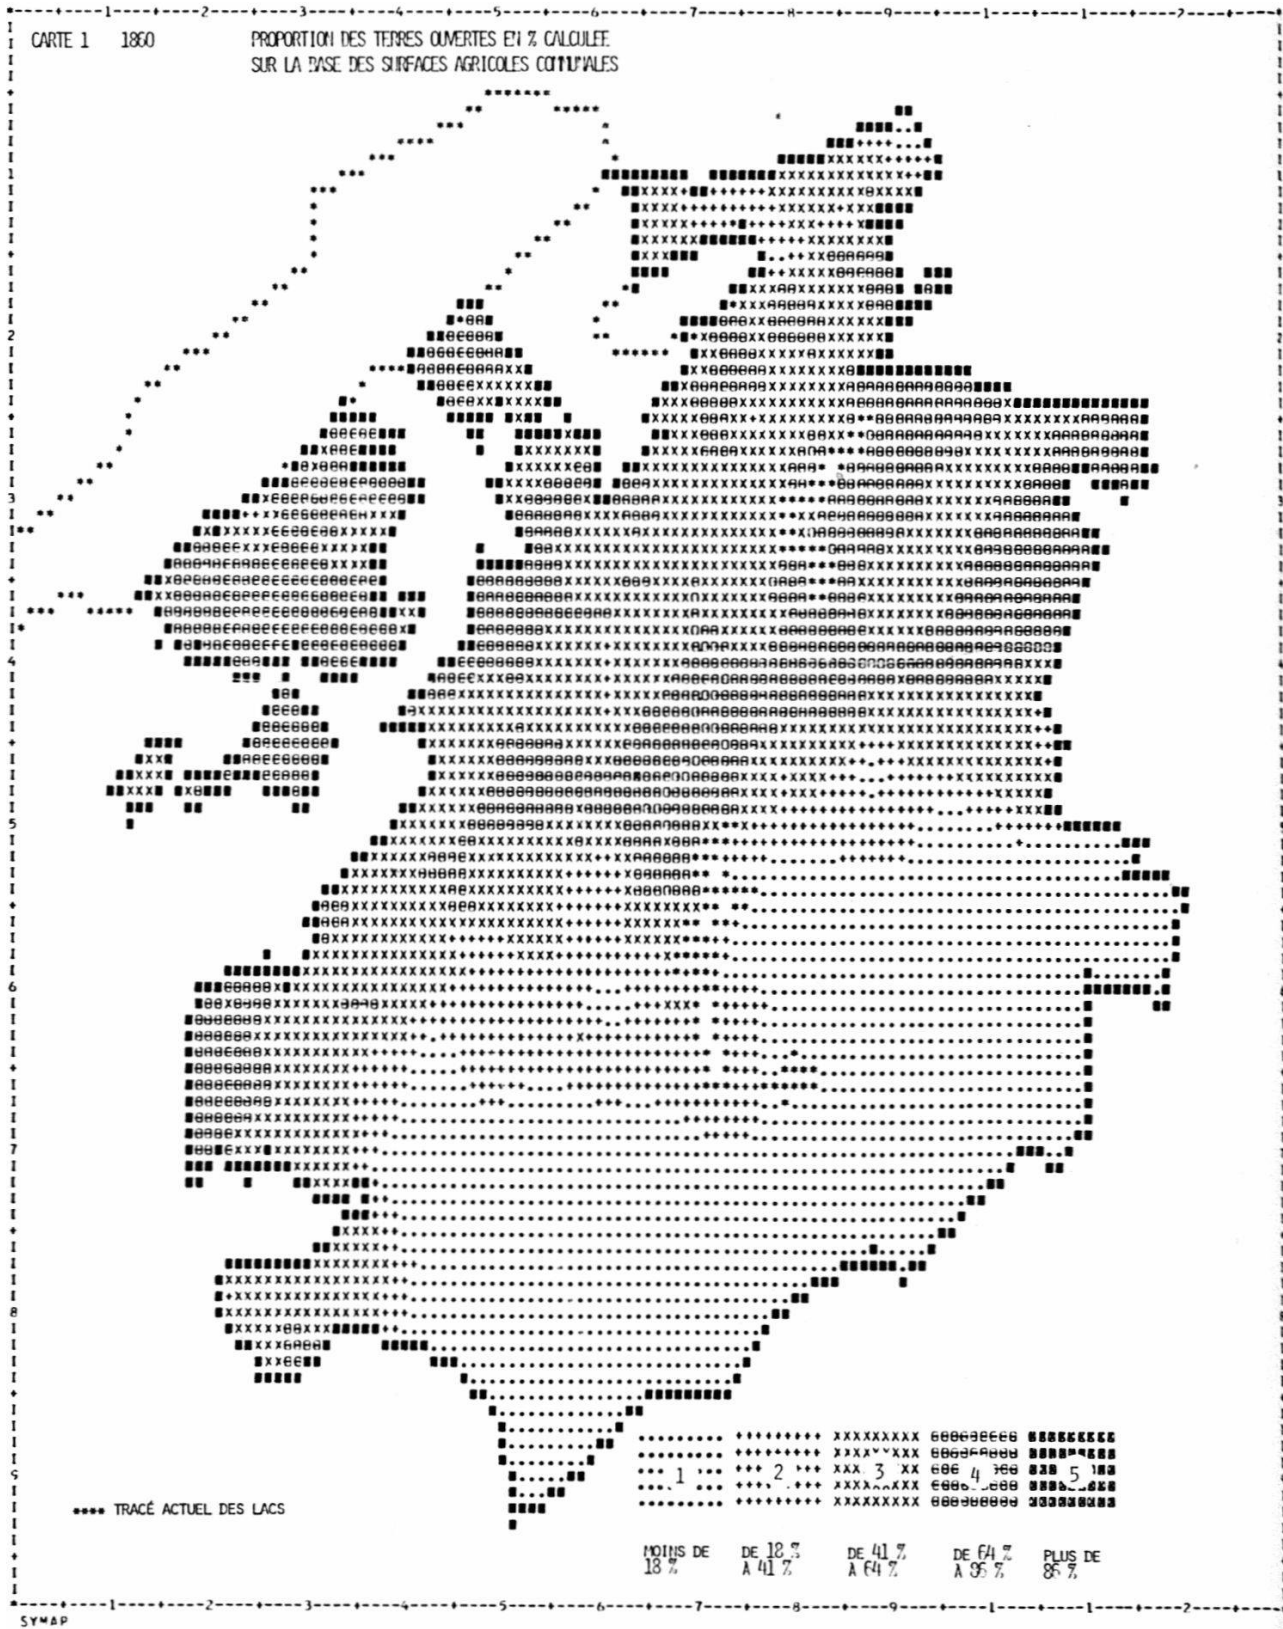 CARTE 1 1860 PROPORTION DES TERRES OUVERTES EN % CALCULEE
SUR LA BASE DES SURFACES AGRICOLES COMMUNALES
1 2 3 4 5
**** TRACÉ ACTUEL DES LACS
MOINS DE DE 18 % DE 41 % DE 64 % PLUS DE
18 % A 41 % A 64 % A 96 % 86 %
SYMAP